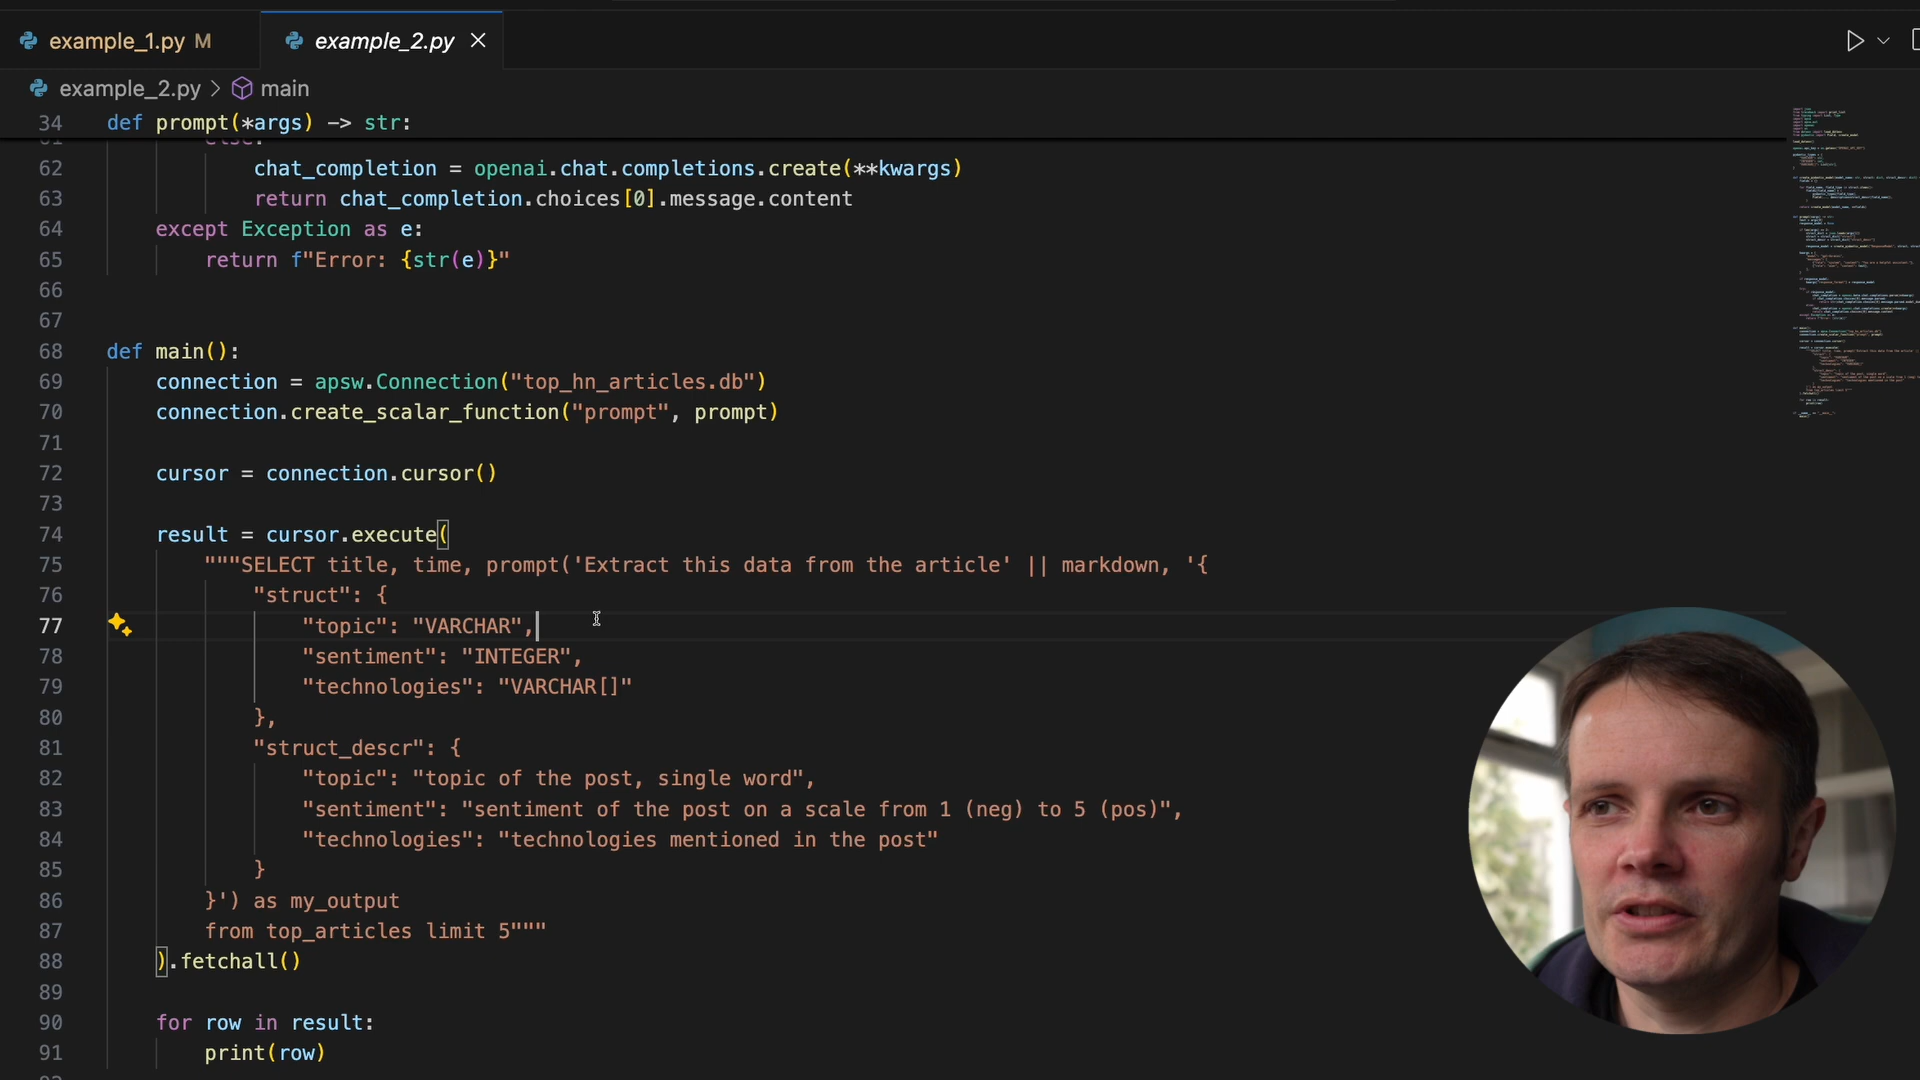 example_1.py M
example_2.py
example_2.py > main
34 def prompt(*args) -> str:
61 else:
62 chat_completion = openai.chat.completions.create(**kwargs)
63 return chat_completion.choices[0].message.content
64 except Exception as e:
65 return f"Error: {str(e)}"
66
67
68 def main():
69 connection = apsw.Connection("top_hn_articles.db")
70 connection.create_scalar_function("prompt", prompt)
71
72 cursor = connection.cursor()
73
74 result = cursor.execute(
75 """SELECT title, time, prompt('Extract this data from the article' || markdown, '{
76 "struct": {
77 "topic": "VARCHAR",
78 "sentiment": "INTEGER",
79 "technologies": "VARCHAR[]"
80 },
81 "struct_descr": {
82 "topic": "topic of the post, single word",
83 "sentiment": "sentiment of the post on a scale from 1 (neg) to 5 (pos)",
84 "technologies": "technologies mentioned in the post"
85 }
86 }') as my_output
87 from top_articles limit 5"""
88 ).fetchall()
89
90 for row in result:
91 print(row)